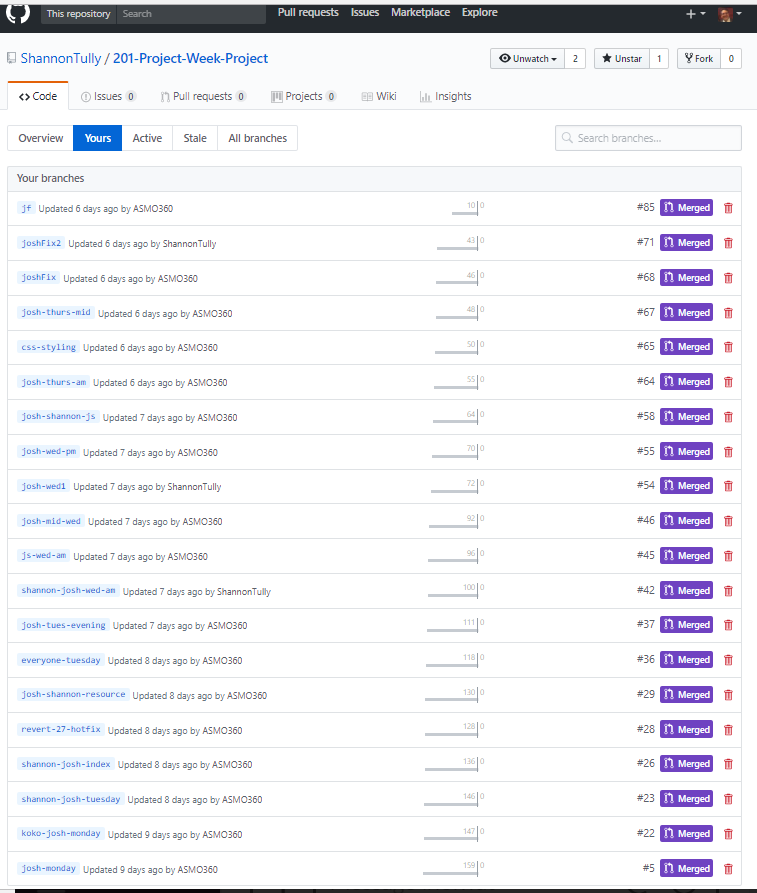 This repository Search Pull requests Issues Marketplace Explore
ShannonTully / 201-Project-Week-Project Unwatch 2 Unstar 1 Fork 0
Code Issues 0 Pull requests 0 Projects 0 Wiki Insights
Overview Yours Active Stale All branches Search branches...
Your branches
jf Updated 6 days ago by ASMO360 10 0 #85 Merged
joshFix2 Updated 6 days ago by ShannonTully 43 0 #71 Merged
joshFix Updated 6 days ago by ASMO360 46 0 #68 Merged
josh-thurs-mid Updated 6 days ago by ASMO360 48 0 #67 Merged
css-styling Updated 6 days ago by ASMO360 50 0 #65 Merged
josh-thurs-am Updated 6 days ago by ASMO360 55 0 #64 Merged
josh-shannon-js Updated 7 days ago by ASMO360 64 0 #58 Merged
josh-wed-pm Updated 7 days ago by ASMO360 70 0 #55 Merged
josh-wed1 Updated 7 days ago by ShannonTully 72 0 #54 Merged
josh-mid-wed Updated 7 days ago by ASMO360 92 0 #46 Merged
js-wed-am Updated 7 days ago by ASMO360 96 0 #45 Merged
shannon-josh-wed-am Updated 7 days ago by ShannonTully 100 0 #42 Merged
josh-tues-evening Updated 7 days ago by ASMO360 111 0 #37 Merged
everyone-tuesday Updated 8 days ago by ASMO360 118 0 #36 Merged
josh-shannon-resource Updated 8 days ago by ASMO360 130 0 #29 Merged
revert-27-hotfix Updated 8 days ago by ASMO360 128 0 #28 Merged
shannon-josh-index Updated 8 days ago by ASMO360 136 0 #26 Merged
shannon-josh-tuesday Updated 8 days ago by ASMO360 146 0 #23 Merged
koko-josh-monday Updated 9 days ago by ASMO360 147 0 #22 Merged
josh-monday Updated 9 days ago by ASMO360 159 0 #5 Merged